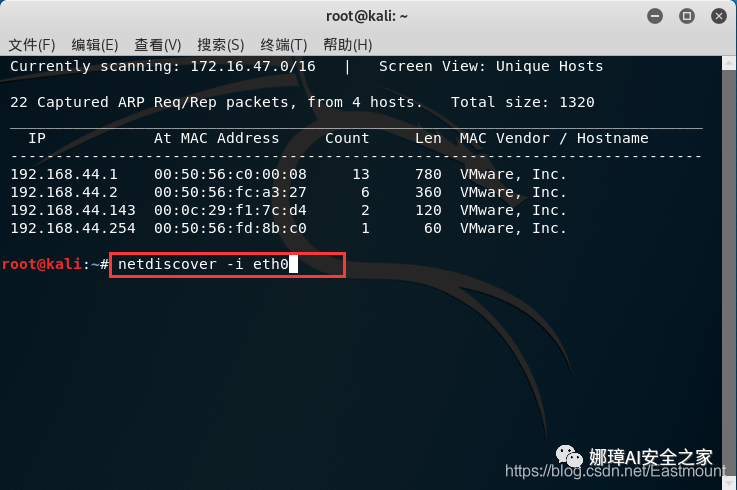 root@kali: ~
文件(F) 编辑(E) 查看(V) 搜索(S) 终端(T) 帮助(H)
Currently scanning: 172.16.47.0/16   |   Screen View: Unique Hosts
22 Captured ARP Req/Rep packets, from 4 hosts.   Total size: 1320
_____________________________________________________________________________
IP            At MAC Address     Count     Len  MAC Vendor / Hostname
-----------------------------------------------------------------------------
192.168.44.1    00:50:56:c0:00:08     13     780  VMware, Inc.
192.168.44.2    00:50:56:fc:a3:27      6     360  VMware, Inc.
192.168.44.143  00:0c:29:f1:7c:d4      2     120  VMware, Inc.
192.168.44.254  00:50:56:fd:8b:c0      1      60  VMware, Inc.
root@kali:~# netdiscover -i eth0
娜璋AI安全之家
https://blog.csdn.net/Eastmount